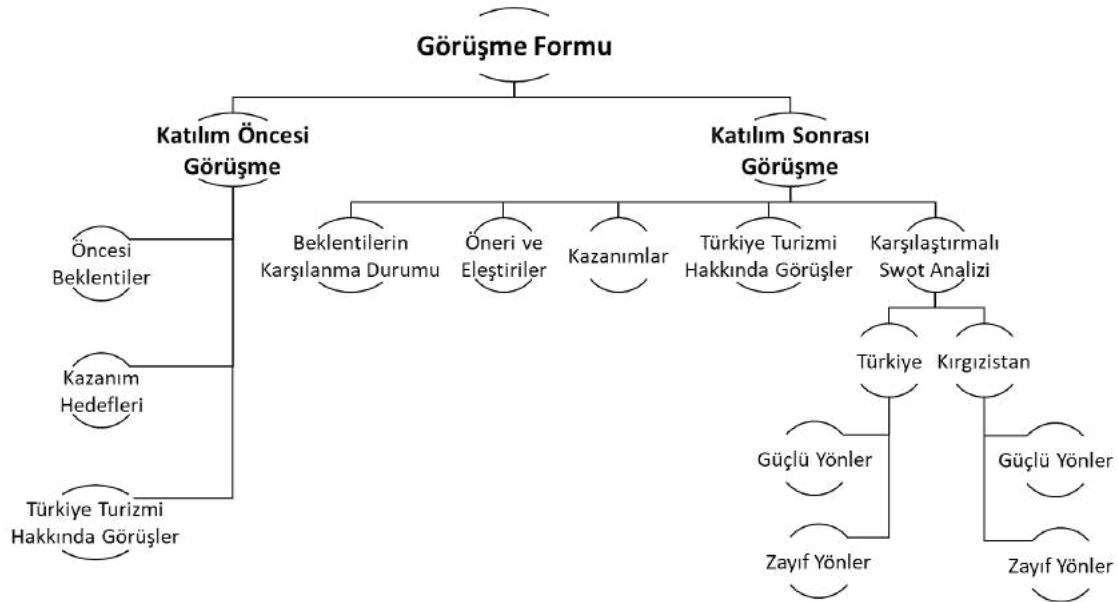 Görüşme Formu
Katılım Öncesi
Görüşme
Katılım Sonrası
Görüşme
Öncesi
Beklentiler
Kazanım
Hedefleri
Türkiye Turizmi
Hakkında Görüşler
Beklentilerin
Karşılanma Durumu
Öneri ve
Eleştiriler
Kazanımlar
Türkiye Turizmi
Hakkında Görüşler
Karşılaştırmalı
Swot Analizi
Türkiye
Kırgızistan
Güçlü Yönler
Zayıf Yönler
Güçlü Yönler
Zayıf Yönler